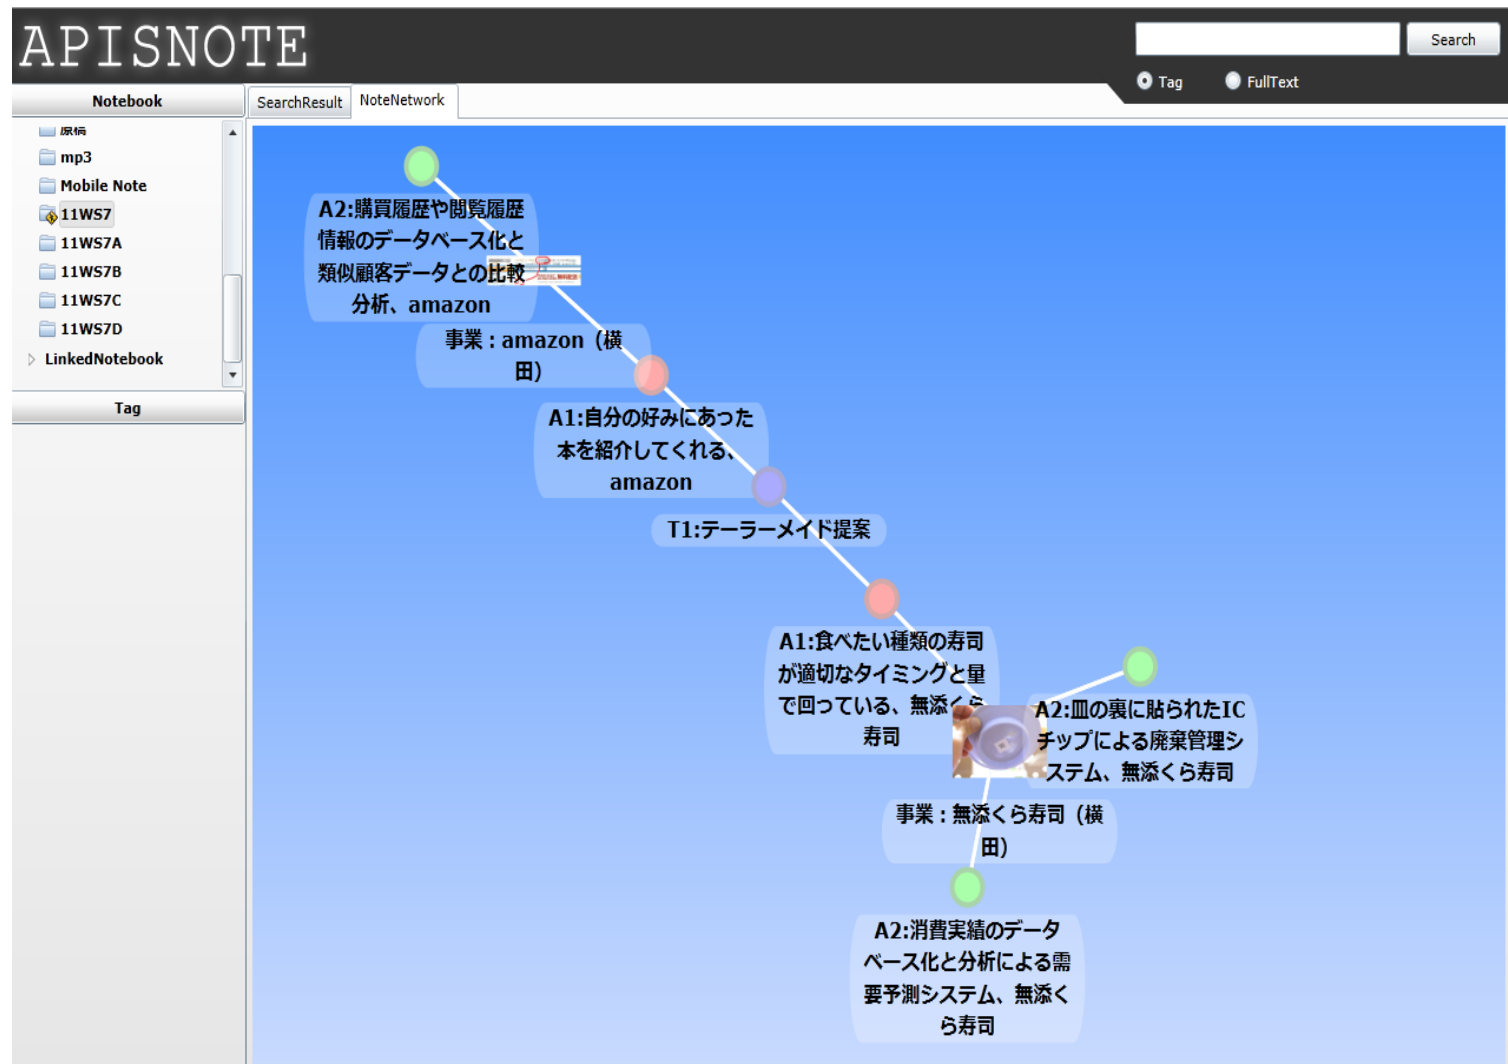 APISNOTE
Search
Tag
FullText
Notebook
SearchResult
NoteNetwork
原稿
mp3
Mobile Note
11WS7
11WS7A
11WS7B
11WS7C
11WS7D
LinkedNotebook
Tag
A2:購買履歴や閲覧履歴
情報のデータベース化と
類似顧客データとの比較
分析、amazon
事業：amazon（横
田）
A1:自分の好みにあった
本を紹介してくれる、
amazon
T1:テーラーメイド提案
A1:食べたい種類の寿司
が適切なタイミングと量
で回っている、無添くら
寿司
A2:皿の裏に貼られたIC
チップによる廃棄管理シ
ステム、無添くら寿司
事業：無添くら寿司（横
田）
A2:消費実績のデータ
ベース化と分析による需
要予測システム、無添く
ら寿司